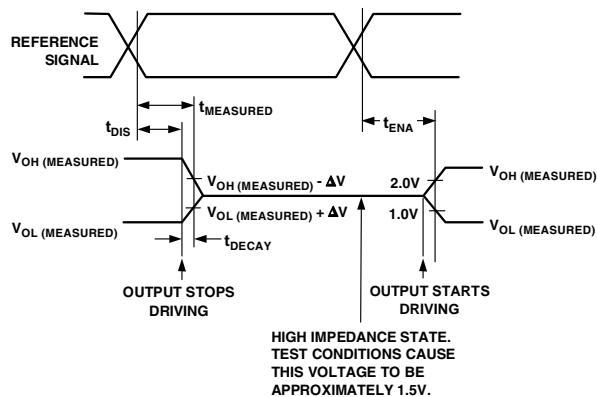 REFERENCE
SIGNAL
tMEASURED
tDIS
tENA
VOH (MEASURED)
VOH (MEASURED) - ΔV
2.0V
VOH (MEASURED)
VOL (MEASURED) + ΔV
1.0V
VOL (MEASURED)
VOL (MEASURED)
tDECAY
OUTPUT STOPS
DRIVING
OUTPUT STARTS
DRIVING
HIGH IMPEDANCE STATE.
TEST CONDITIONS CAUSE
THIS VOLTAGE TO BE
APPROXIMATELY 1.5V.